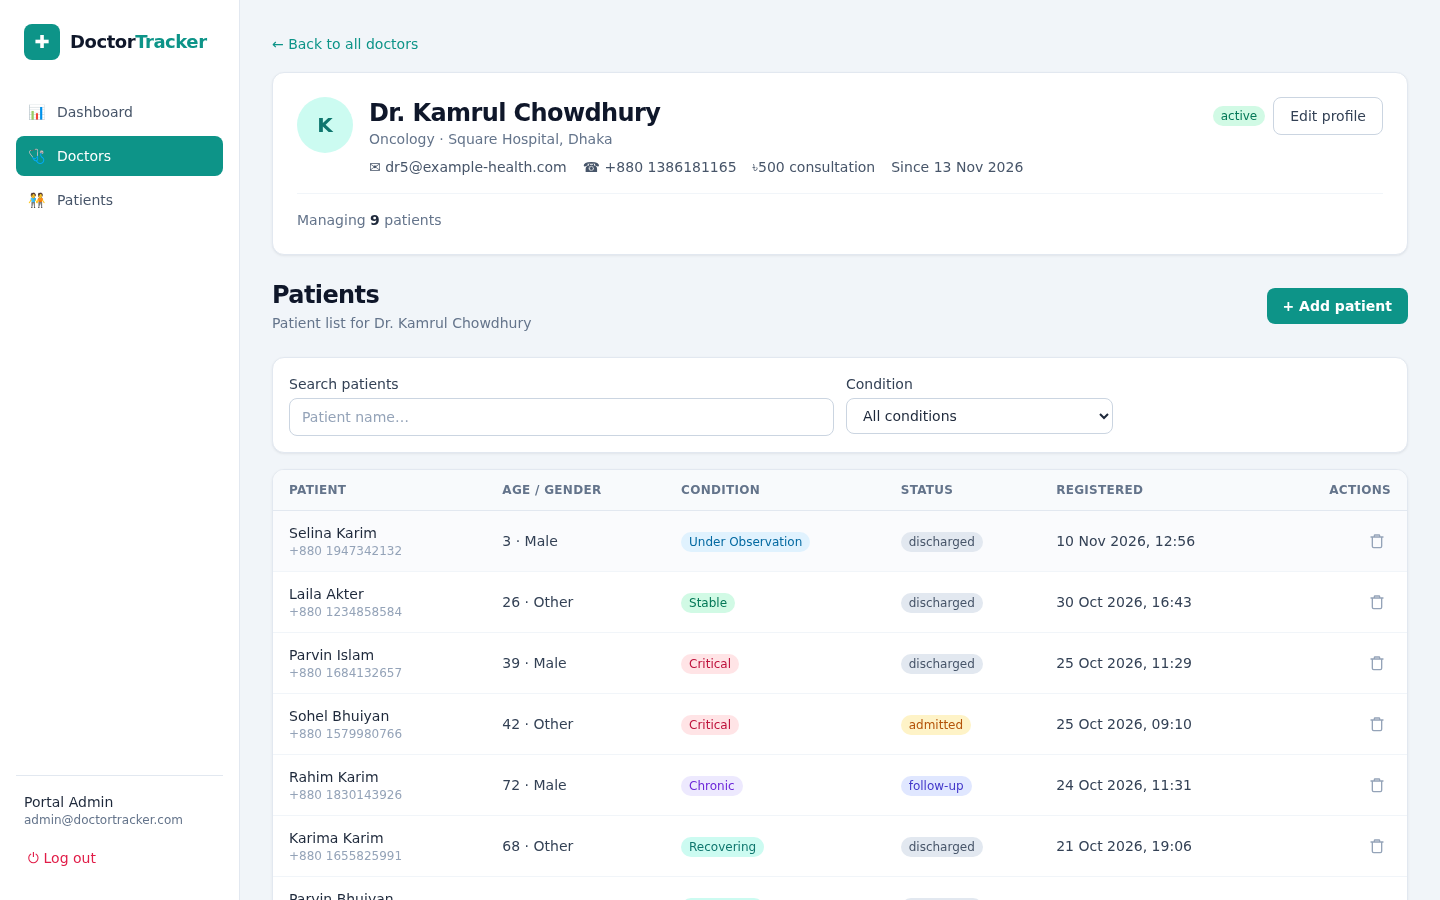 DoctorTracker
Dashboard
Doctors
Patients
Portal Admin
admin@doctortracker.com
Log out
← Back to all doctors
K
Dr. Kamrul Chowdhury
Oncology · Square Hospital, Dhaka
✉ dr5@example-health.com ☎ +880 1386181165 ৳500 consultation Since 13 Nov 2026
active
Edit profile
Managing 9 patients
Patients
Patient list for Dr. Kamrul Chowdhury
+ Add patient
Search patients
Patient name...
Condition
All conditions
PATIENT AGE / GENDER CONDITION STATUS REGISTERED ACTIONS
Selina Karim
+880 1947342132
3 · Male Under Observation discharged 10 Nov 2026, 12:56
Laila Akter
+880 1234858584
26 · Other Stable discharged 30 Oct 2026, 16:43
Parvin Islam
+880 1684132657
39 · Male Critical discharged 25 Oct 2026, 11:29
Sohel Bhuiyan
+880 1579980766
42 · Other Critical admitted 25 Oct 2026, 09:10
Rahim Karim
+880 1830143926
72 · Male Chronic follow-up 24 Oct 2026, 11:31
Karima Karim
+880 1655825991
68 · Other Recovering discharged 21 Oct 2026, 19:06
Parvin Bhuiyan